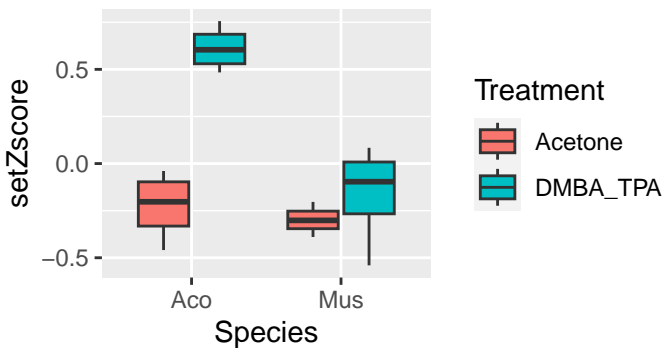 setZscore
0.5
0.0
−0.5
Aco
Mus
Species
Treatment
Acetone
DMBA_TPA